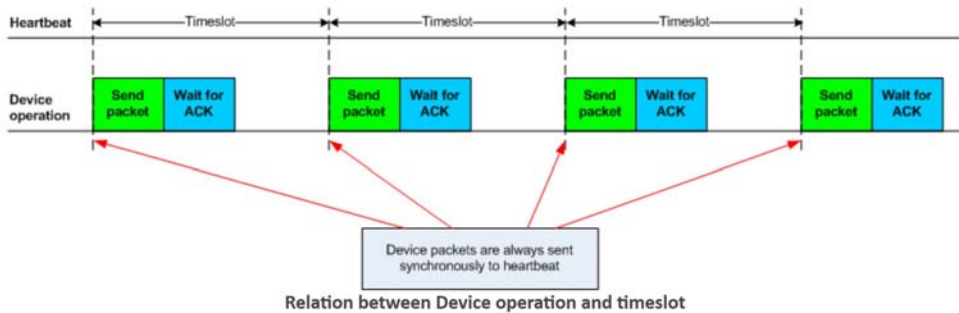 Heartbeat
Timeslot Timeslot Timeslot
Device
operation
Send
packet
Wait for
ACK
Send
packet
Wait for
ACK
Send
packet
Wait for
ACK
Send
packet
Wait for
ACK
Device packets are always sent
synchronously to heartbeat
Relation between Device operation and timeslot